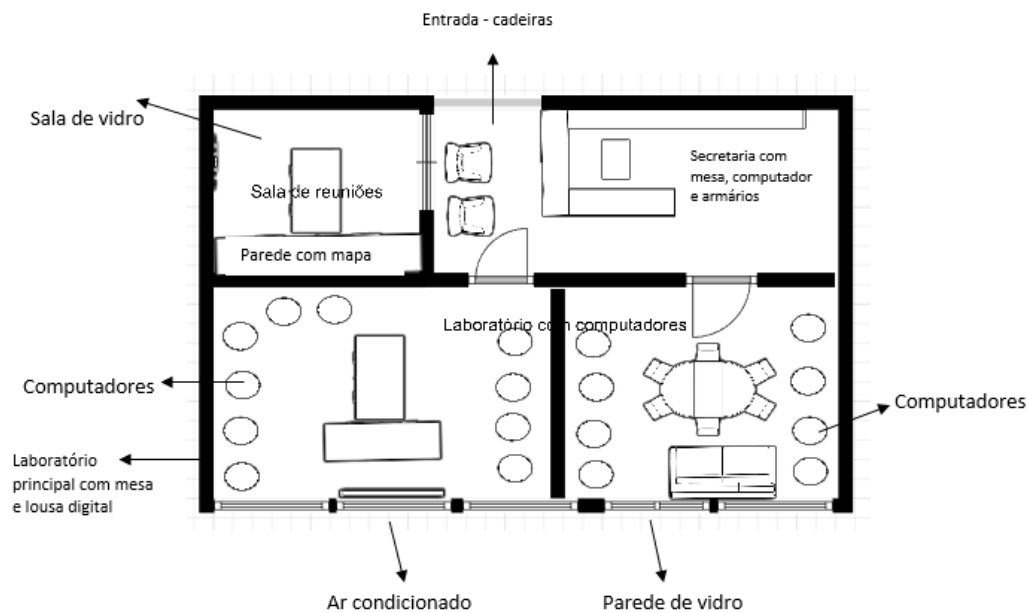 Entrada - cadeiras
Sala de vidro
Sala de reuniões
Parede com mapa
Secretaria com
mesa, computador
e armários
Laboratório com computadores
Computadores
Computadores
Laboratório
principal com mesa
e lousa digital
Ar condicionado
Parede de vidro